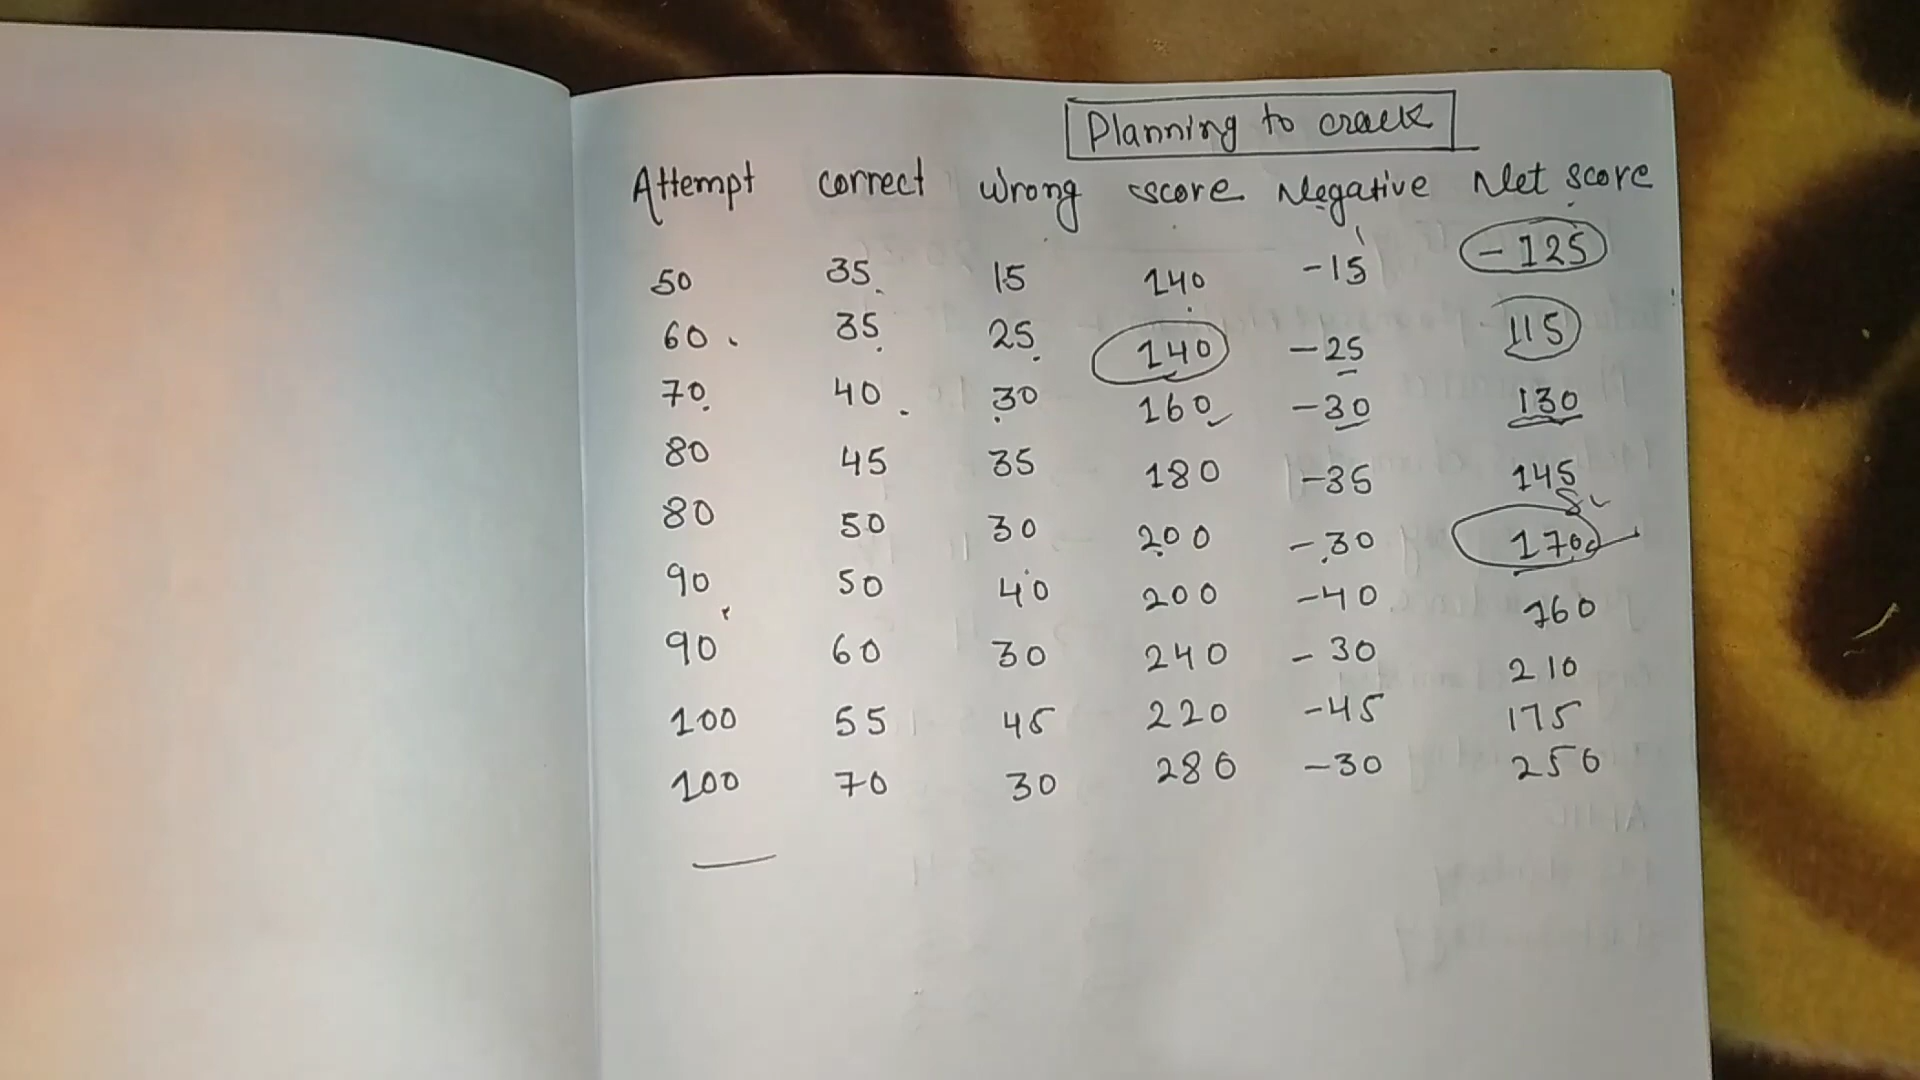 Planning to crack
Attempt correct Wrong score Negative Net score
50 35 15 140 -15 -125
60 35 25 140 -25 115
70 40 30 160 -30 130
80 45 35 180 -35 145
80 50 30 200 -30 170
90 50 40 200 -40 160
90 60 30 240 -30 210
100 55 45 220 -45 175
100 70 30 280 -30 250